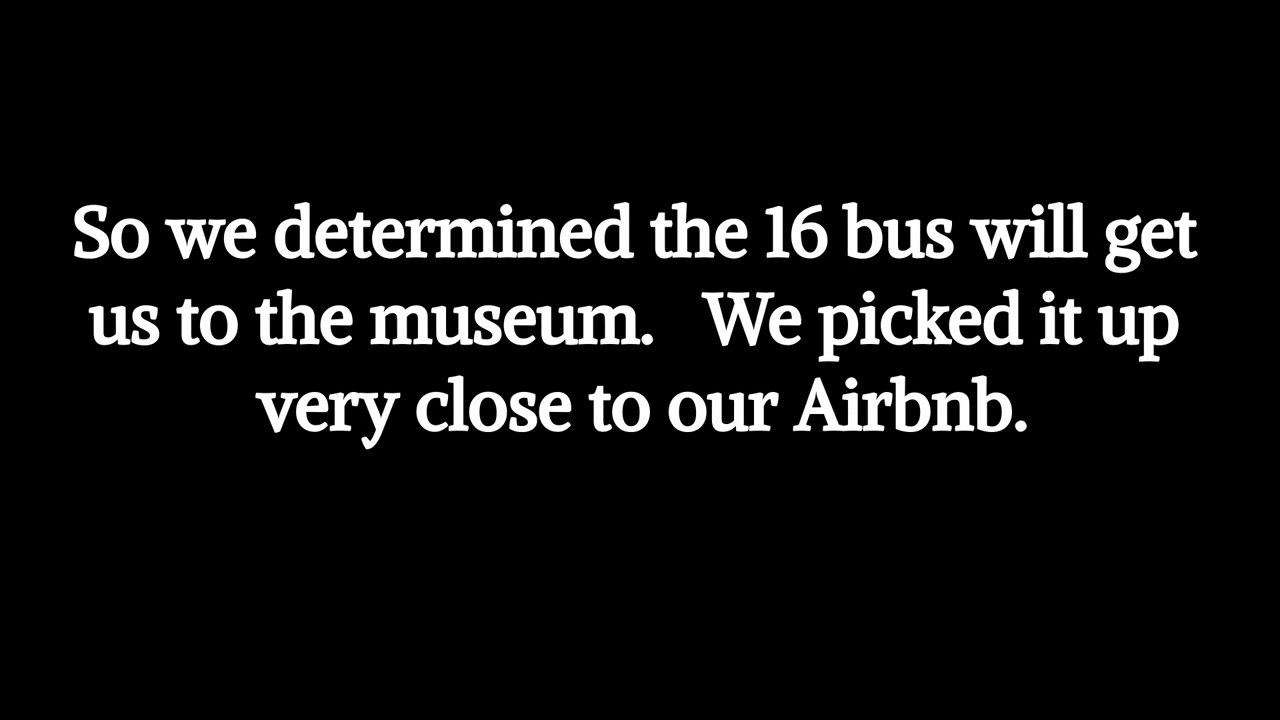 So we determined the 16 bus will get
us to the museum.   We picked it up
very close to our Airbnb.